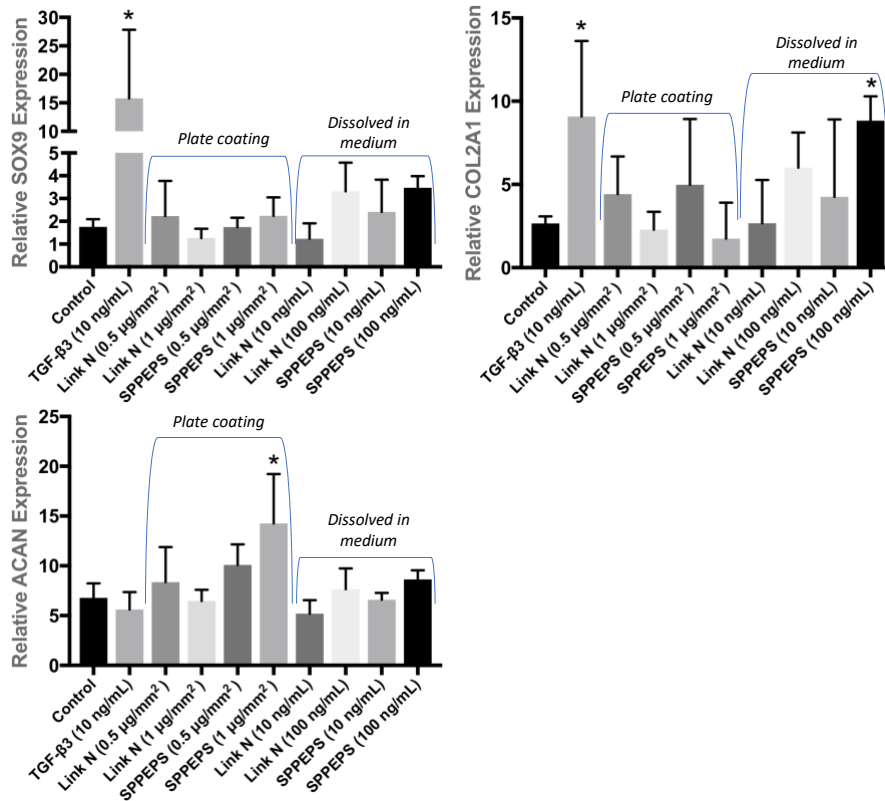 Relative SOX9 Expression
30
25
20
15
10
5
4
3
2
1
0
*
Plate coating
Dissolved in
medium
Control
TGF-β3 (10 ng/mL)
Link N (0.5 µg/mm²)
Link N (1 µg/mm²)
SPPEPS (0.5 µg/mm²)
SPPEPS (1 µg/mm²)
Link N (10 ng/mL)
Link N (100 ng/mL)
SPPEPS (10 ng/mL)
SPPEPS (100 ng/mL)
Relative COL2A1 Expression
15
10
5
0
*
Plate coating
Dissolved in
medium
*
Control
TGF-β3 (10 ng/mL)
Link N (0.5 µg/mm²)
Link N (1 µg/mm²)
SPPEPS (0.5 µg/mm²)
SPPEPS (1 µg/mm²)
Link N (10 ng/mL)
Link N (100 ng/mL)
SPPEPS (10 ng/mL)
SPPEPS (100 ng/mL)
Relative ACAN Expression
25
20
15
10
5
0
Plate coating
*
Dissolved in
medium
Control
TGF-β3 (10 ng/mL)
Link N (0.5 µg/mm²)
Link N (1 µg/mm²)
SPPEPS (0.5 µg/mm²)
SPPEPS (1 µg/mm²)
Link N (10 ng/mL)
Link N (100 ng/mL)
SPPEPS (10 ng/mL)
SPPEPS (100 ng/mL)